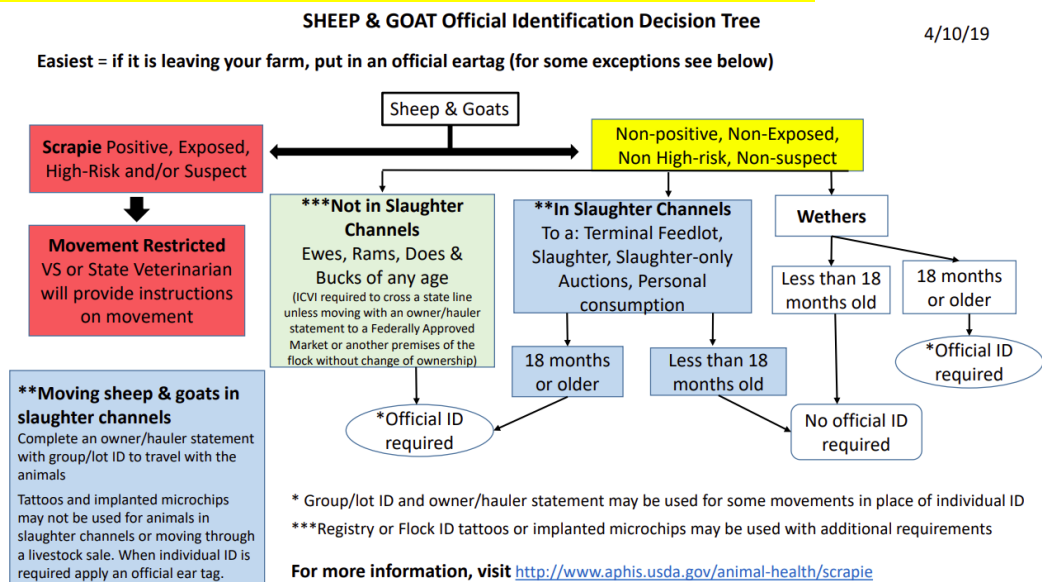 SHEEP & GOAT Official Identification Decision Tree
4/10/19
Easiest = if it is leaving your farm, put in an official eartag (for some exceptions see below)
Sheep & Goats
Scrapie Positive, Exposed,
High-Risk and/or Suspect
Non-positive, Non-Exposed,
Non High-risk, Non-suspect
Movement Restricted
VS or State Veterinarian
will provide instructions
on movement
***Not in Slaughter
Channels
Ewes, Rams, Does &
Bucks of any age
(ICVI required to cross a state line
unless moving with an owner/hauler
statement to a Federally Approved
Market or another premises of the
flock without change of ownership)
**In Slaughter Channels
To a: Terminal Feedlot,
Slaughter, Slaughter-only
Auctions, Personal
consumption
Wethers
Less than 18
months old
18 months
or older
*Official ID
required
18 months
or older
Less than 18
months old
*Official ID
required
No official ID
required
**Moving sheep & goats in
slaughter channels
Complete an owner/hauler statement
with group/lot ID to travel with the
animals
Tattoos and implanted microchips
may not be used for animals in
slaughter channels or moving through
a livestock sale. When individual ID is
required apply an official ear tag.
* Group/lot ID and owner/hauler statement may be used for some movements in place of individual ID
***Registry or Flock ID tattoos or implanted microchips may be used with additional requirements
For more information, visit http://www.aphis.usda.gov/animal-health/scrapie